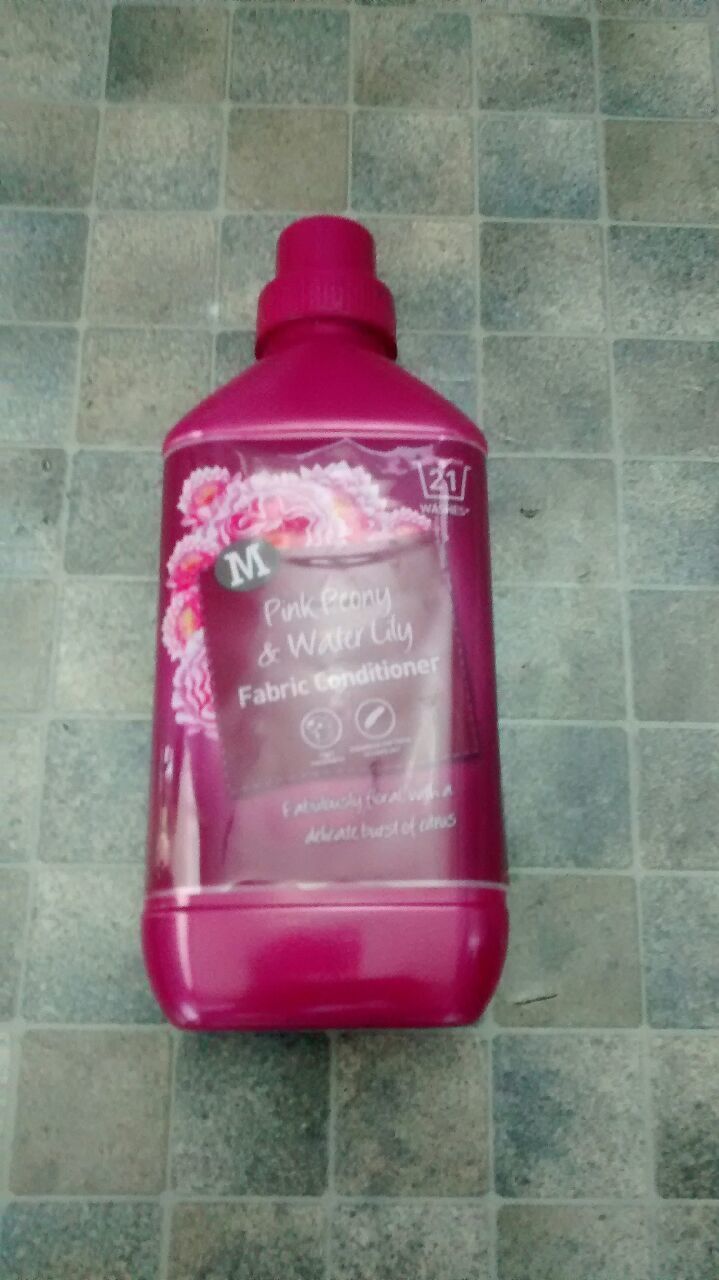 21
WASHES*
M
Pink Peony
& Water Lily
Fabric Conditioner
Fabulously floral with a
delicate burst of citrus